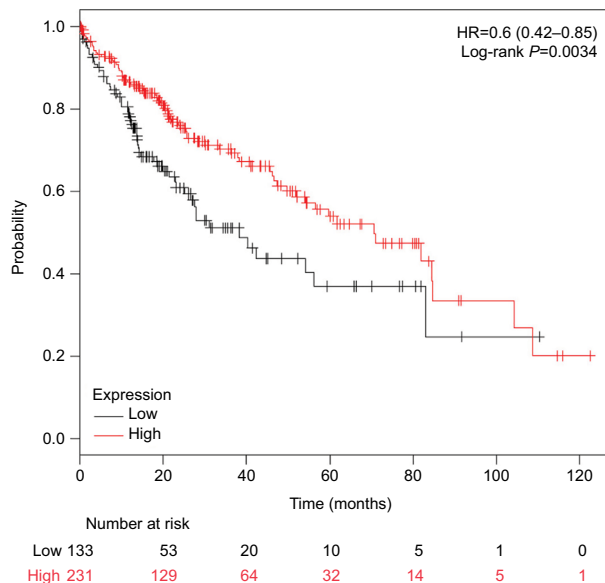 HR=0.6 (0.42–0.85)
Log-rank P=0.0034
1.0
0.8
0.6
0.4
0.2
0.0
Probability
Expression
Low
High
0 20 40 60 80 100 120
Time (months)
Number at risk
Low 133 53 20 10 5 1 0
High 231 129 64 32 14 5 1